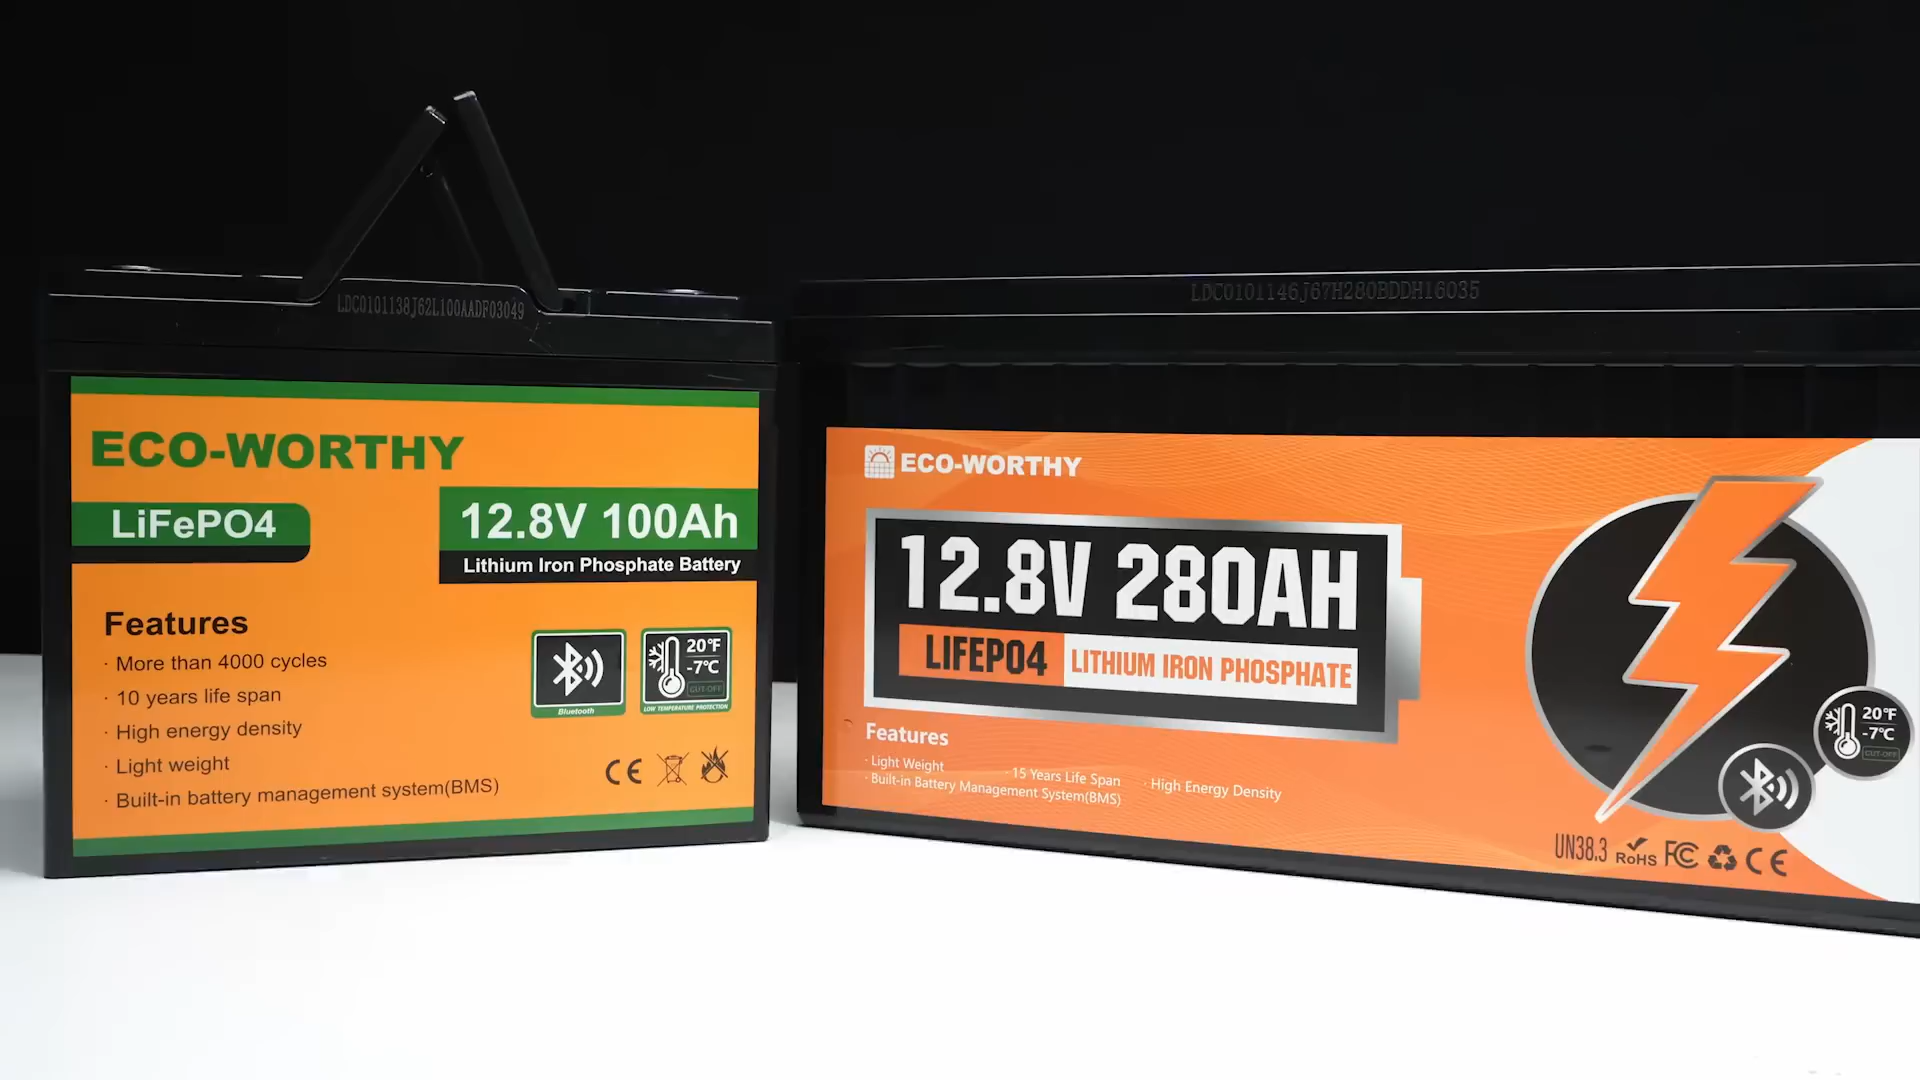 LDC0101138J62L100AADF03049
ECO-WORTHY
LiFePO4
12.8V 100Ah
Lithium Iron Phosphate Battery
Features
· More than 4000 cycles
· 10 years life span
· High energy density
· Light weight
· Built-in battery management system(BMS)
Bluetooth
20°F
-7°C
CUT OFF
LOW TEMPERATURE PROTECTION
CE
LDC0101146J67H280BDDH16035
ECO-WORTHY
12.8V 280AH
LIFEPO4 LITHIUM IRON PHOSPHATE
Features
· Light Weight · 15 Years Life Span · High Energy Density
· Built-in Battery Management System(BMS)
20°F
-7°C
CUT-OFF
UN38.3 RoHS FC CE